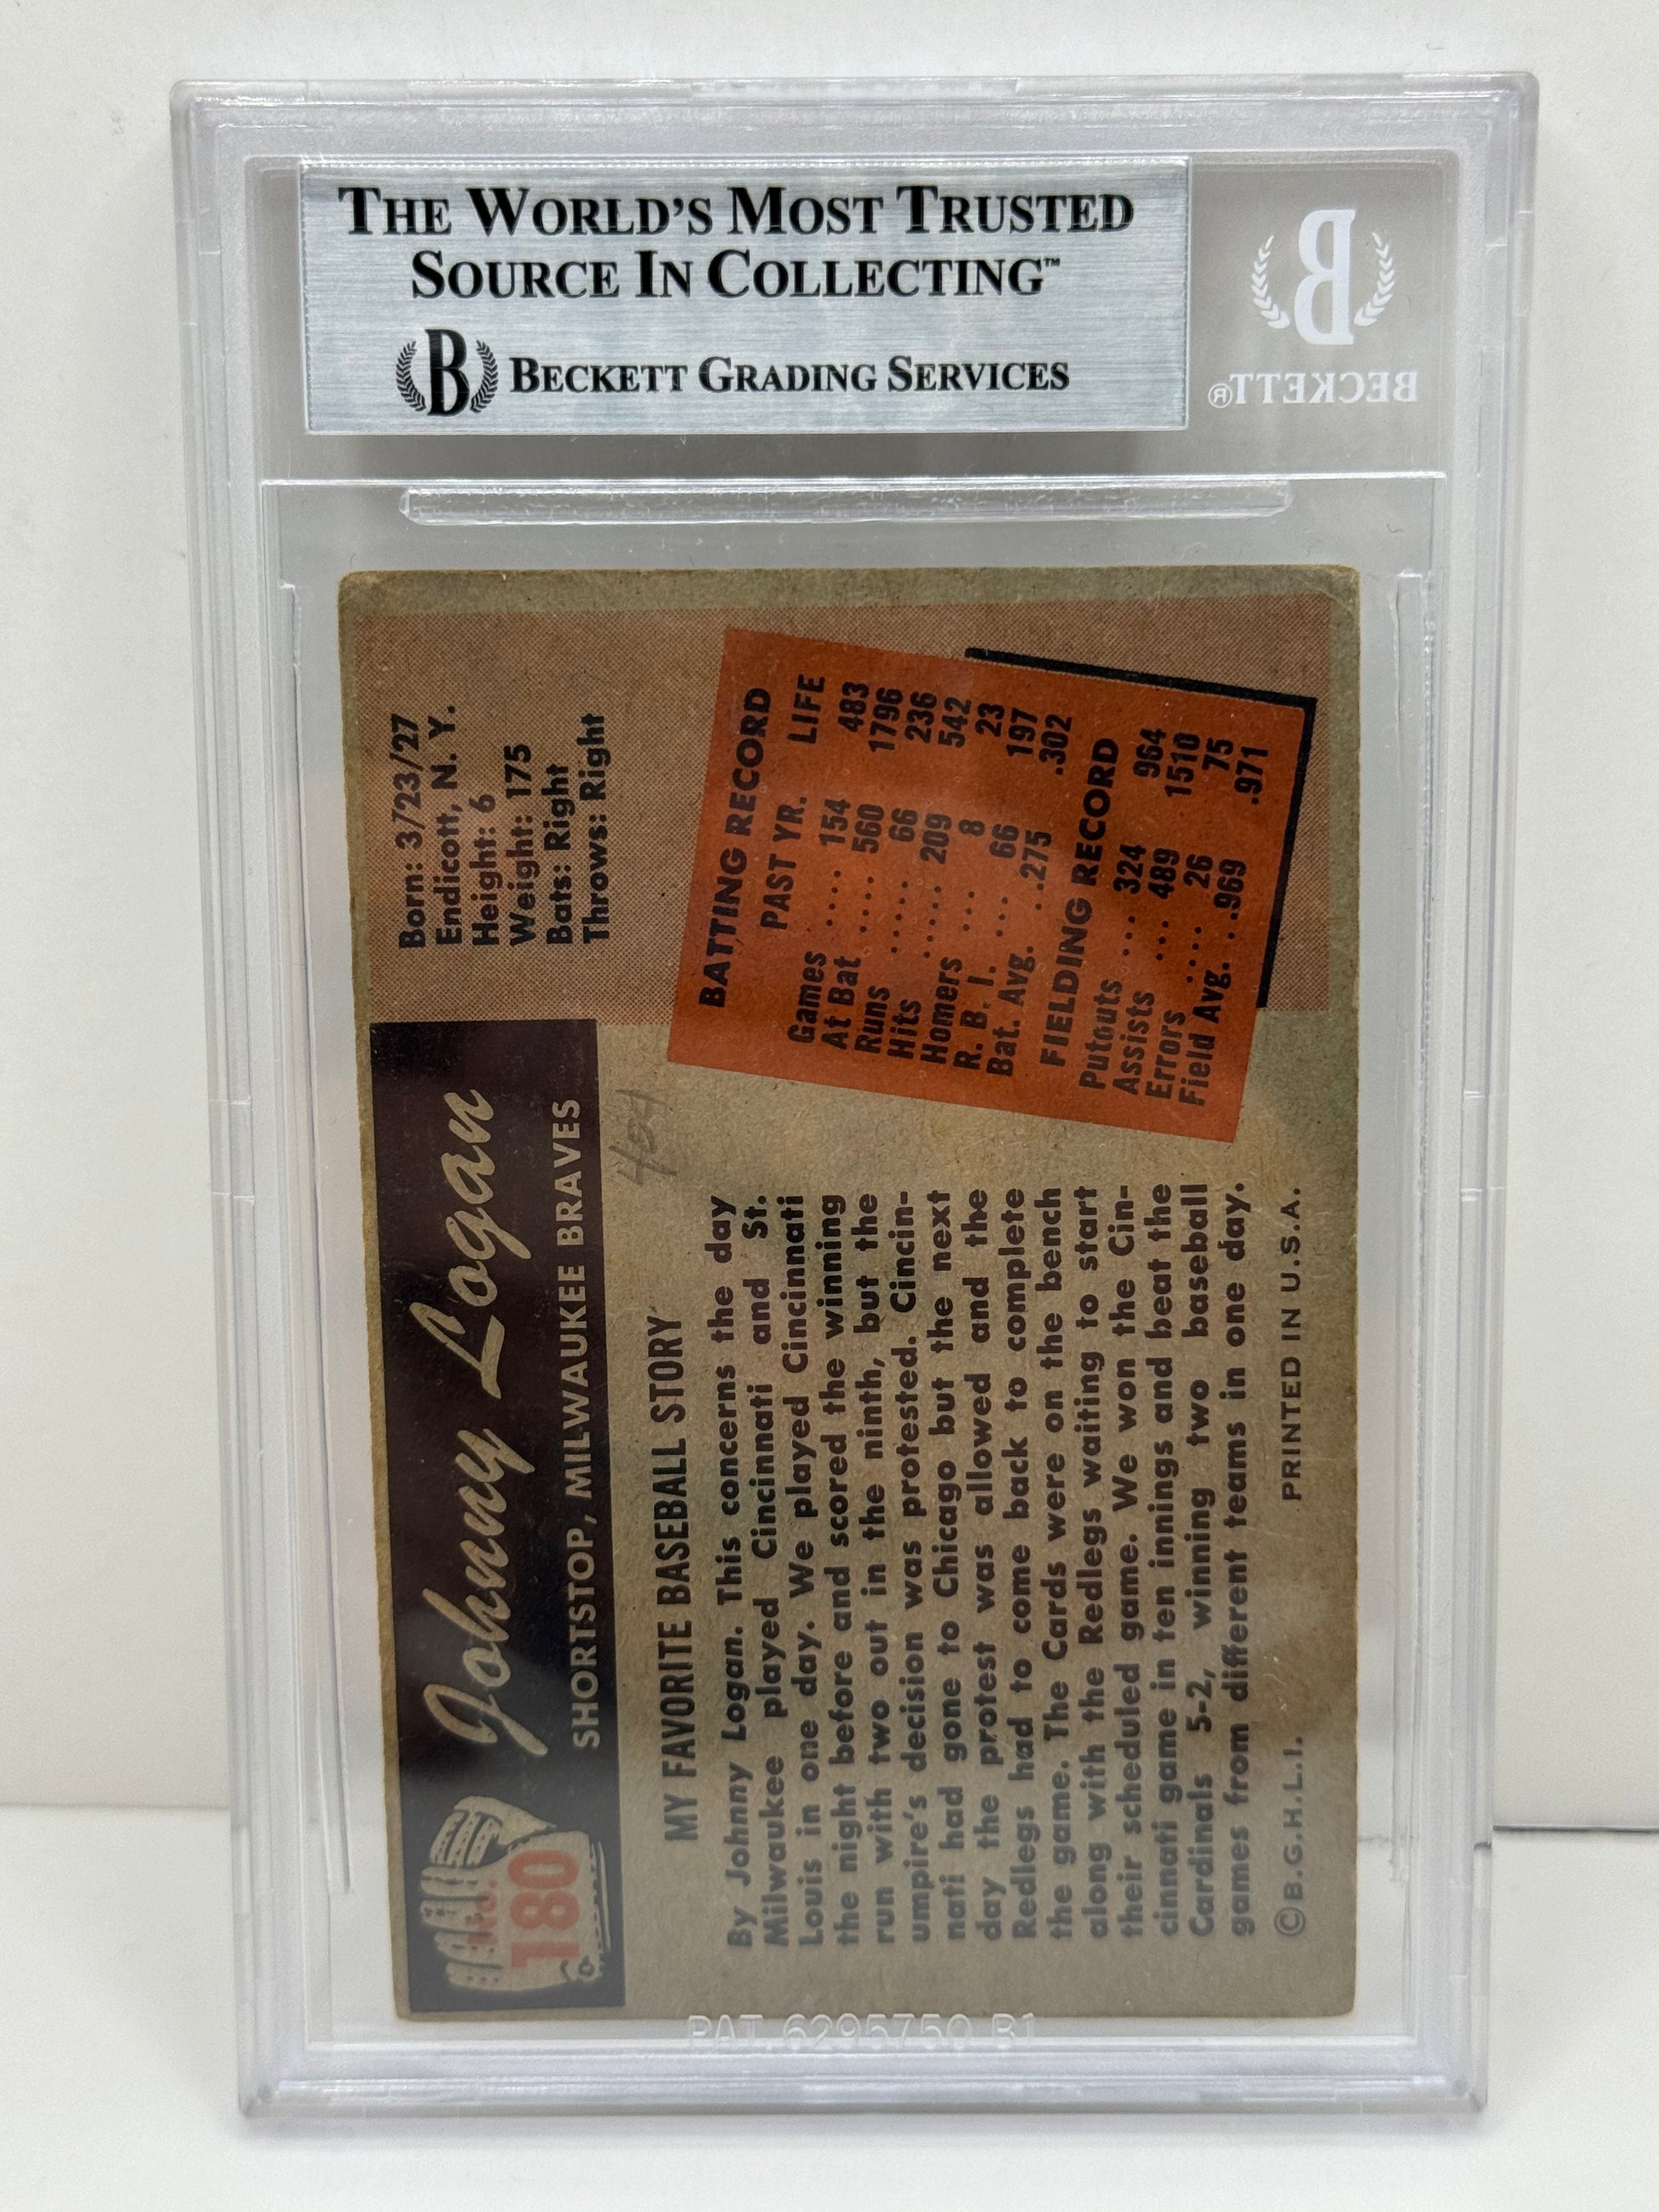 THE WORLD'S MOST TRUSTED
SOURCE IN COLLECTING™
B BECKETT GRADING SERVICES
B
BECKETT®
NO.
180
Johnny Logan
SHORTSTOP, MILWAUKEE BRAVES
Born: 3/23/27
Endicott, N. Y.
Height: 6
Weight: 175
Bats: Right
Throws: Right
MY FAVORITE BASEBALL STORY
By Johnny Logan. This concerns the day
Milwaukee played Cincinnati and St.
Louis in one day. We played Cincinnati
the night before and scored the winning
run with two out in the ninth, but the
umpire's decision was protested. Cincin-
nati had gone to Chicago but the next
day the protest was allowed and the
Redlegs had to come back to complete
the game. The Cards were on the bench
along with the Redlegs waiting to start
their scheduled game. We won the Cin-
cinnati game in ten innings and beat the
Cardinals 5-2, winning two baseball
games from different teams in one day.
©B.G.H.L.I. PRINTED IN U.S.A.
BATTING RECORD
PAST YR. LIFE
Games ..... 154 483
At Bat .... 560 1796
Runs ..... 66 236
Hits ..... 209 542
Homers ... 8 23
R. B. I. ... 66 197
Bat. Avg. . .275 .302
FIELDING RECORD
Putouts ... 324 964
Assists ... 489 1510
Errors .... 26 75
Field Avg. . .969 .971
PAT. 6295750 B1